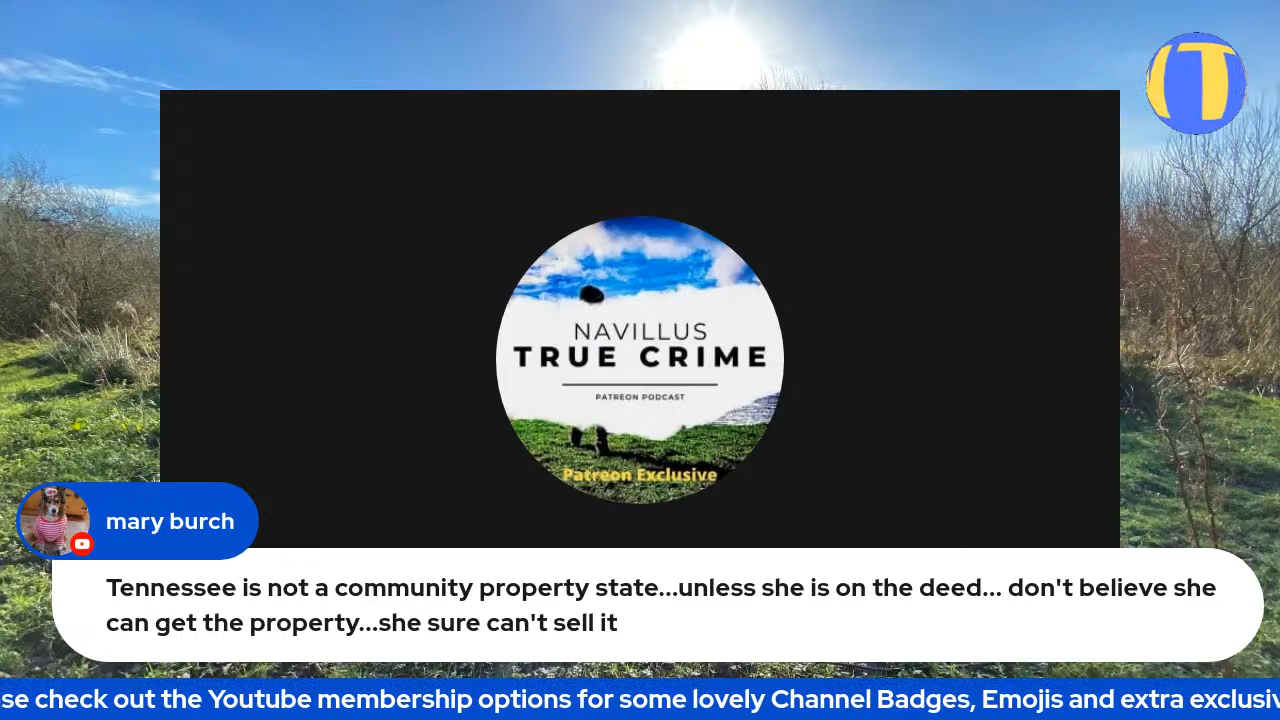 IT
NAVILLUS
TRUE CRIME
PATREON PODCAST
Patreon Exclusive
mary burch
Tennessee is not a community property state...unless she is on the deed... don't believe she
can get the property...she sure can't sell it
se check out the Youtube membership options for some lovely Channel Badges, Emojis and extra exclusiv